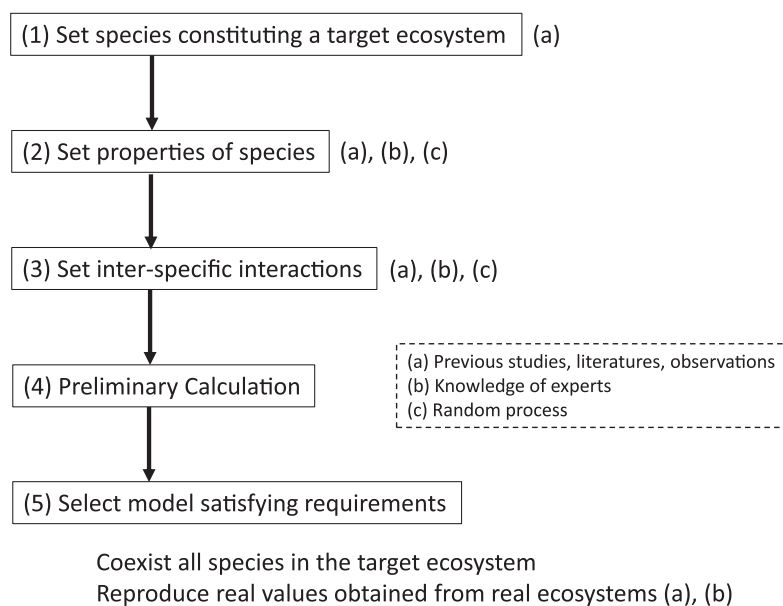 (1) Set species constituting a target ecosystem (a)
(2) Set properties of species (a), (b), (c)
(3) Set inter-specific interactions (a), (b), (c)
(a) Previous studies, literatures, observations
(b) Knowledge of experts
(c) Random process
(4) Preliminary Calculation
(5) Select model satisfying requirements
Coexist all species in the target ecosystem
Reproduce real values obtained from real ecosystems (a), (b)